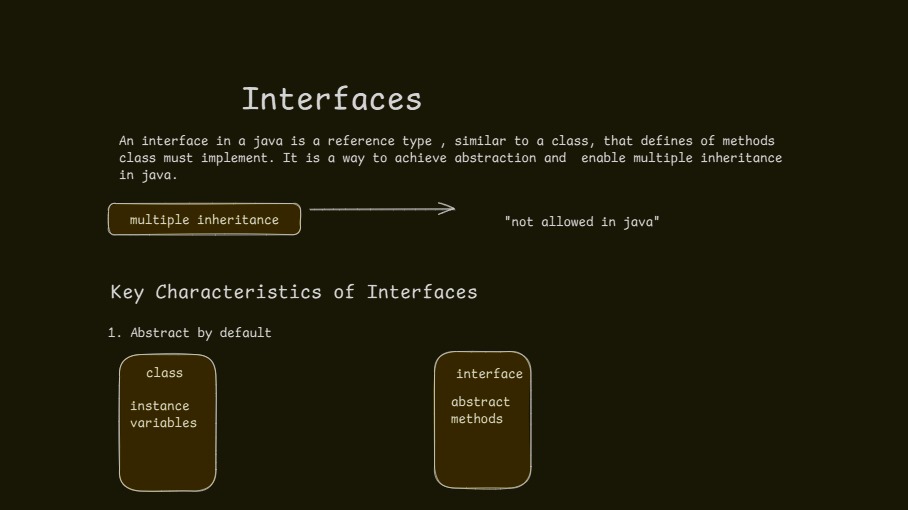 Interfaces
An interface in a java is a reference type , similar to a class, that defines of methods
class must implement. It is a way to achieve abstraction and  enable multiple inheritance
in java.
multiple inheritance
"not allowed in java"
Key Characteristics of Interfaces
1. Abstract by default
class
instance
variables
interface
abstract
methods